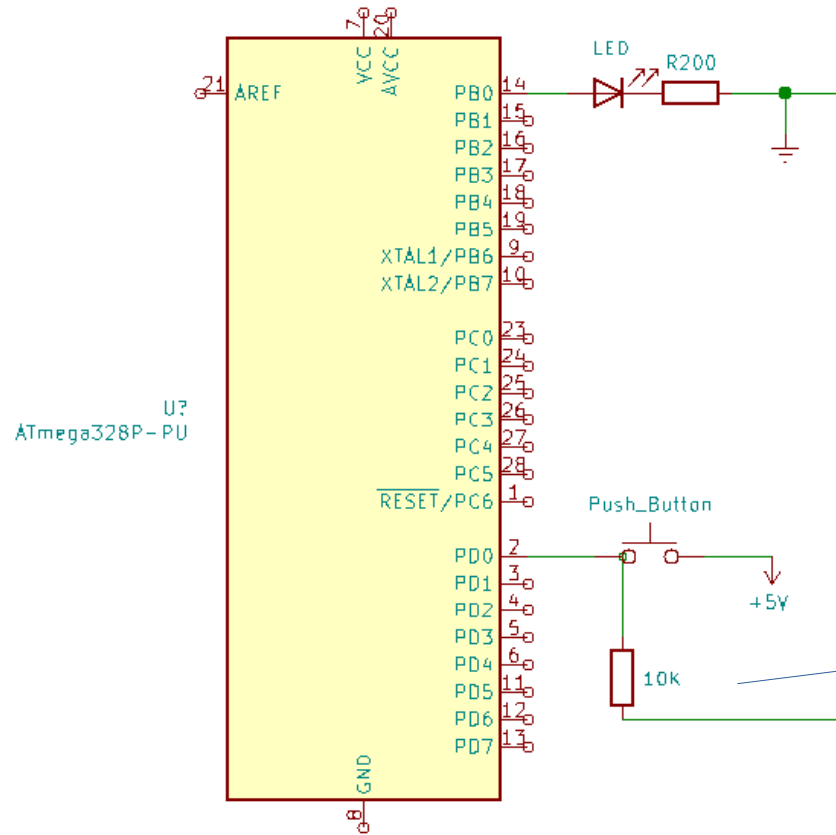 7
20
VCC
AVCC
LED
R200
21
AREF
PB0 14
PB1 15
PB2 16
PB3 17
PB4 18
PB5 19
XTAL1/PB6 9
XTAL2/PB7 10
PC0 23
PC1 24
PC2 25
PC3 26
PC4 27
PC5 28
RESET/PC6 1
U?
ATmega328P-PU
Push_Button
PD0 2
PD1 3
PD2 4
PD3 5
PD4 6
PD5 11
PD6 12
PD7 13
+5V
10K
GND
8